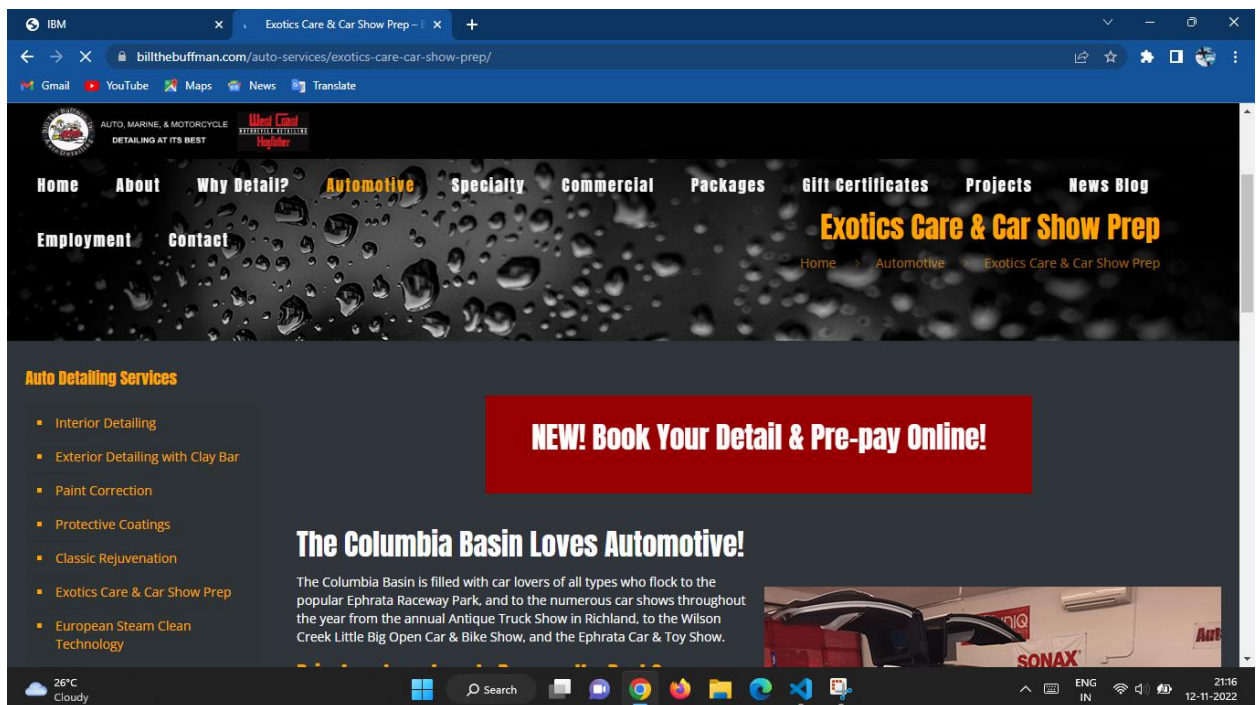 IBM
Exotics Care & Car Show Prep –
billthebuffman.com/auto-services/exotics-care-car-show-prep/
Gmail YouTube Maps News Translate
AUTO, MARINE, & MOTORCYCLE
DETAILING AT ITS BEST
West Coast
Hogfather
Home About Why Detail? Automotive Specialty Commercial Packages Gift Certificates Projects News Blog
Employment Contact
Exotics Care & Car Show Prep
Home > Automotive > Exotics Care & Car Show Prep
Auto Detailing Services
Interior Detailing
Exterior Detailing with Clay Bar
Paint Correction
Protective Coatings
Classic Rejuvenation
Exotics Care & Car Show Prep
European Steam Clean
Technology
NEW! Book Your Detail & Pre-pay Online!
The Columbia Basin Loves Automotive!
The Columbia Basin is filled with car lovers of all types who flock to the
popular Ephrata Raceway Park, and to the numerous car shows throughout
the year from the annual Antique Truck Show in Richland, to the Wilson
Creek Little Big Open Car & Bike Show, and the Ephrata Car & Toy Show.
SONAX
26°C
Cloudy
Search
ENG
IN
21:16
12-11-2022